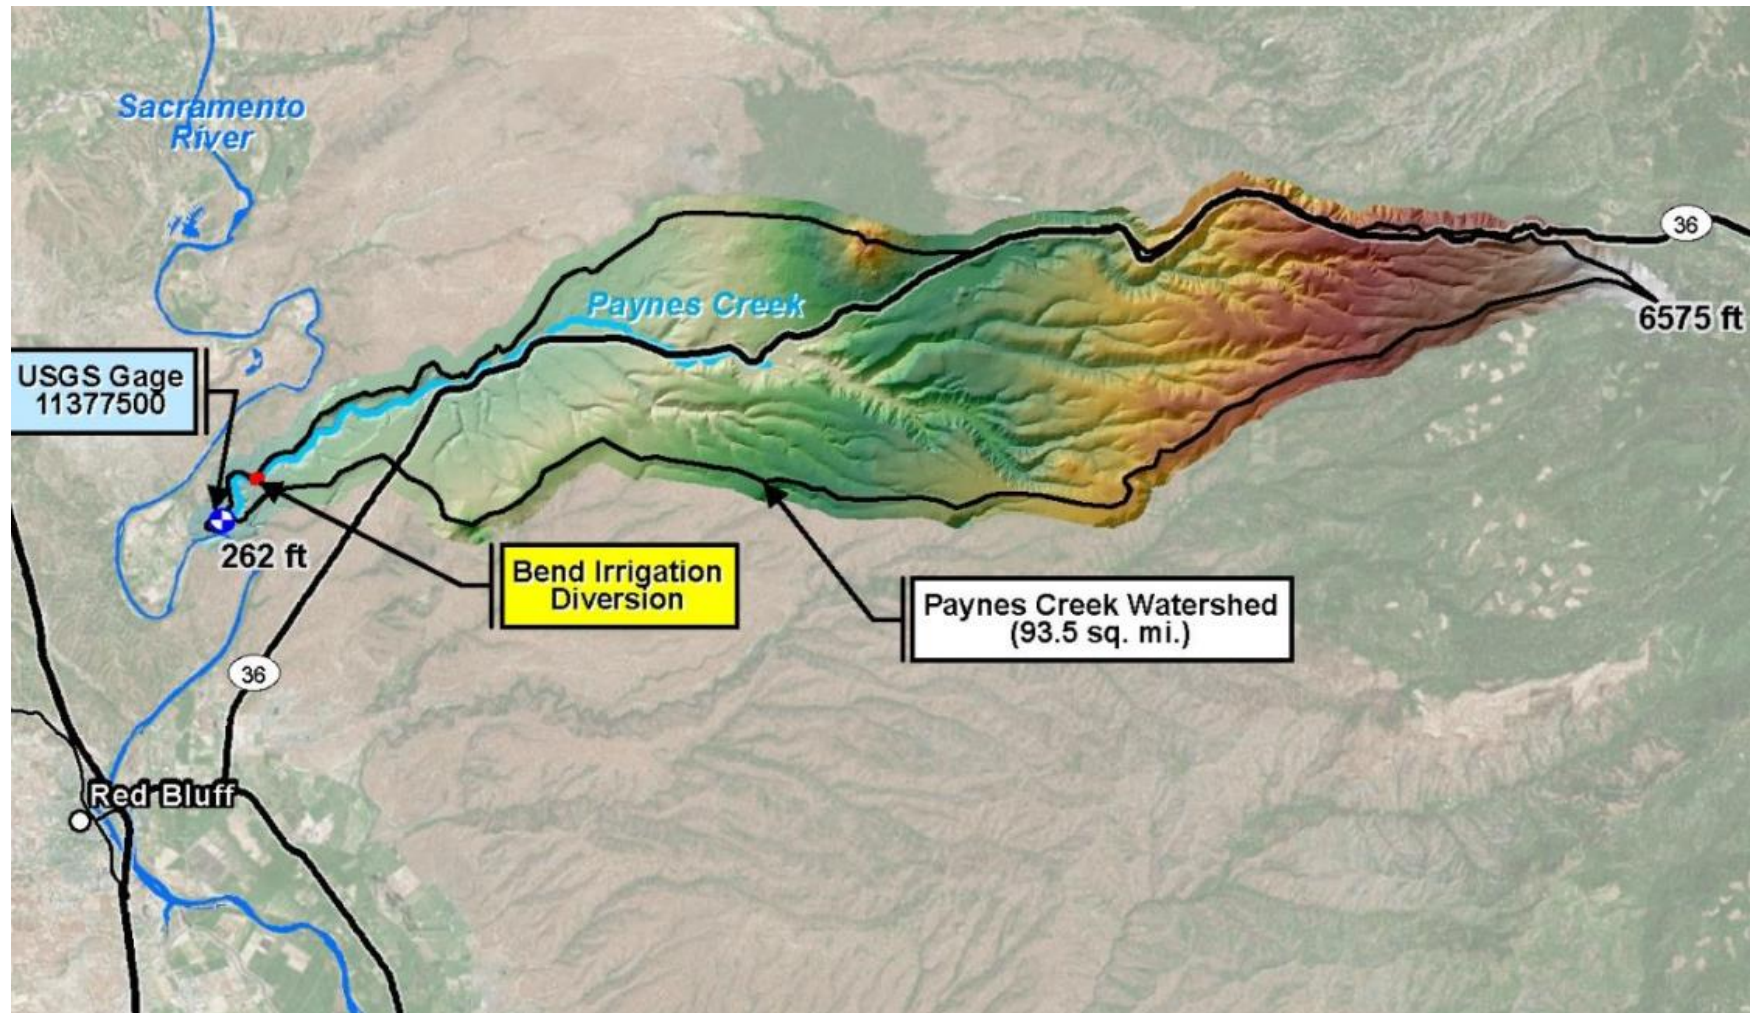 Sacramento
River
36
Paynes Creek
6575 ft
USGS Gage
11377500
262 ft
Bend Irrigation
Diversion
Paynes Creek Watershed
(93.5 sq. mi.)
36
Red Bluff